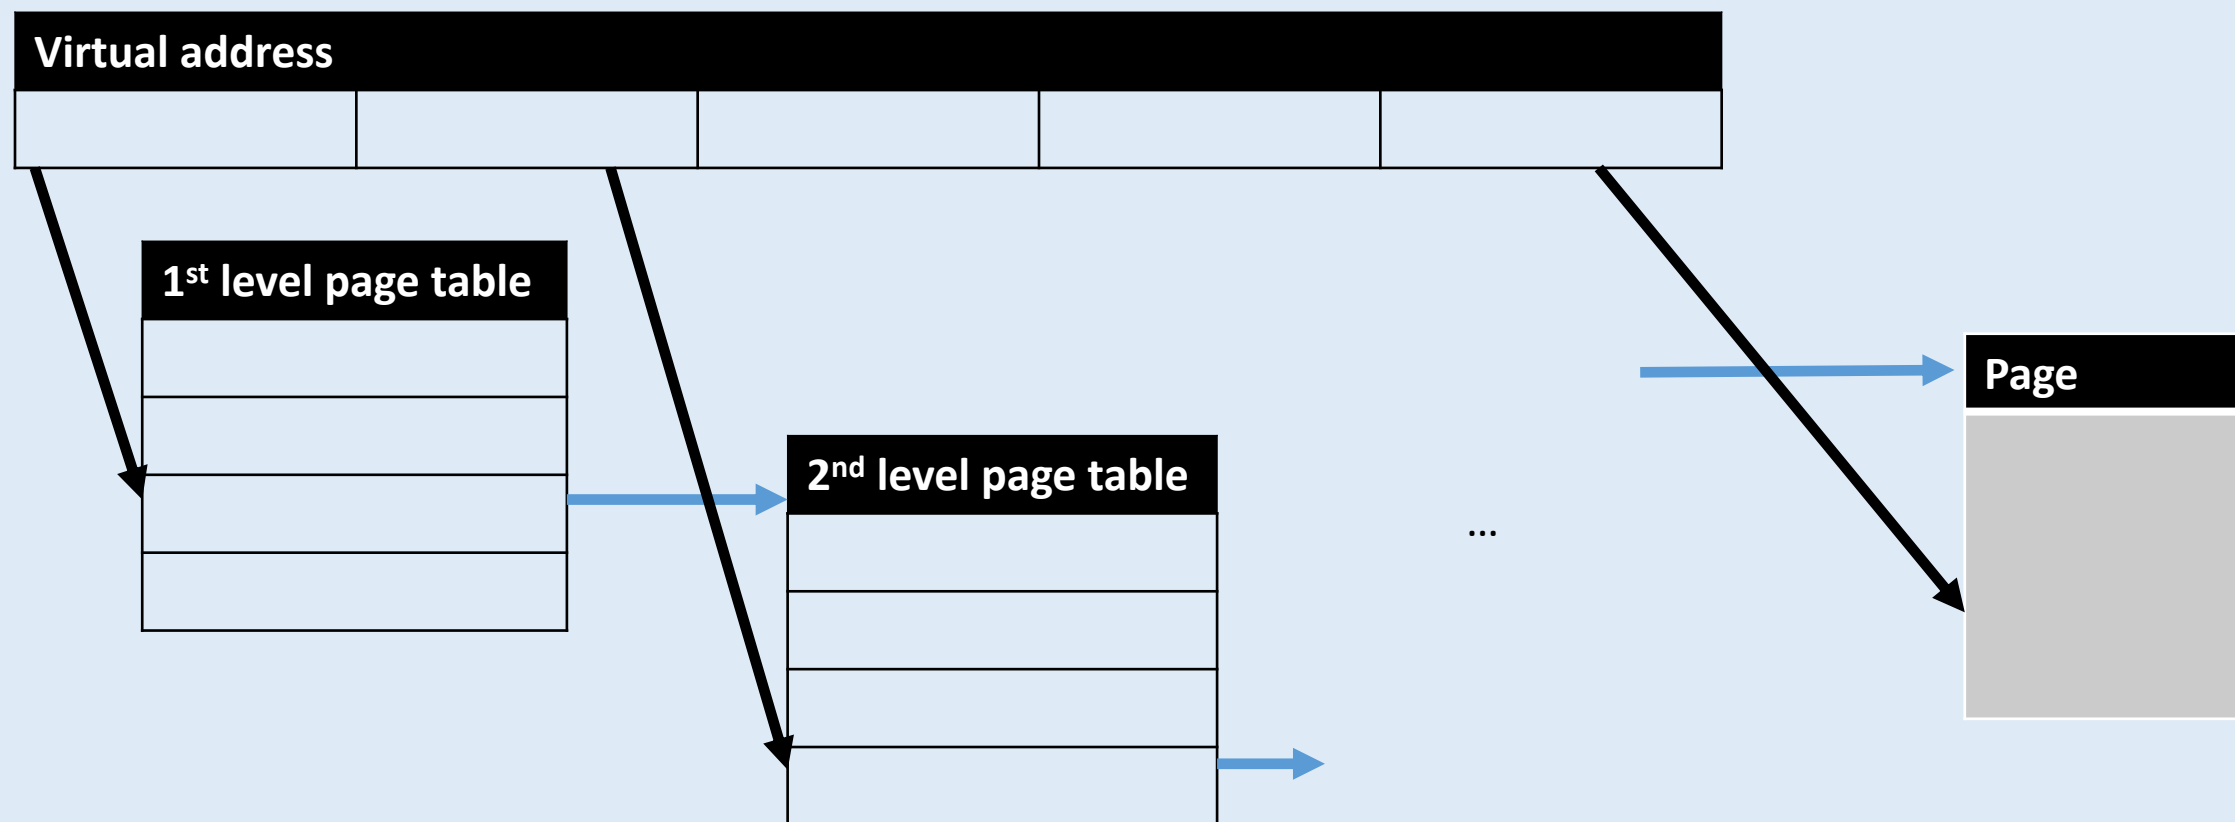 Virtual address
1st level page table
Page
2nd level page table
...